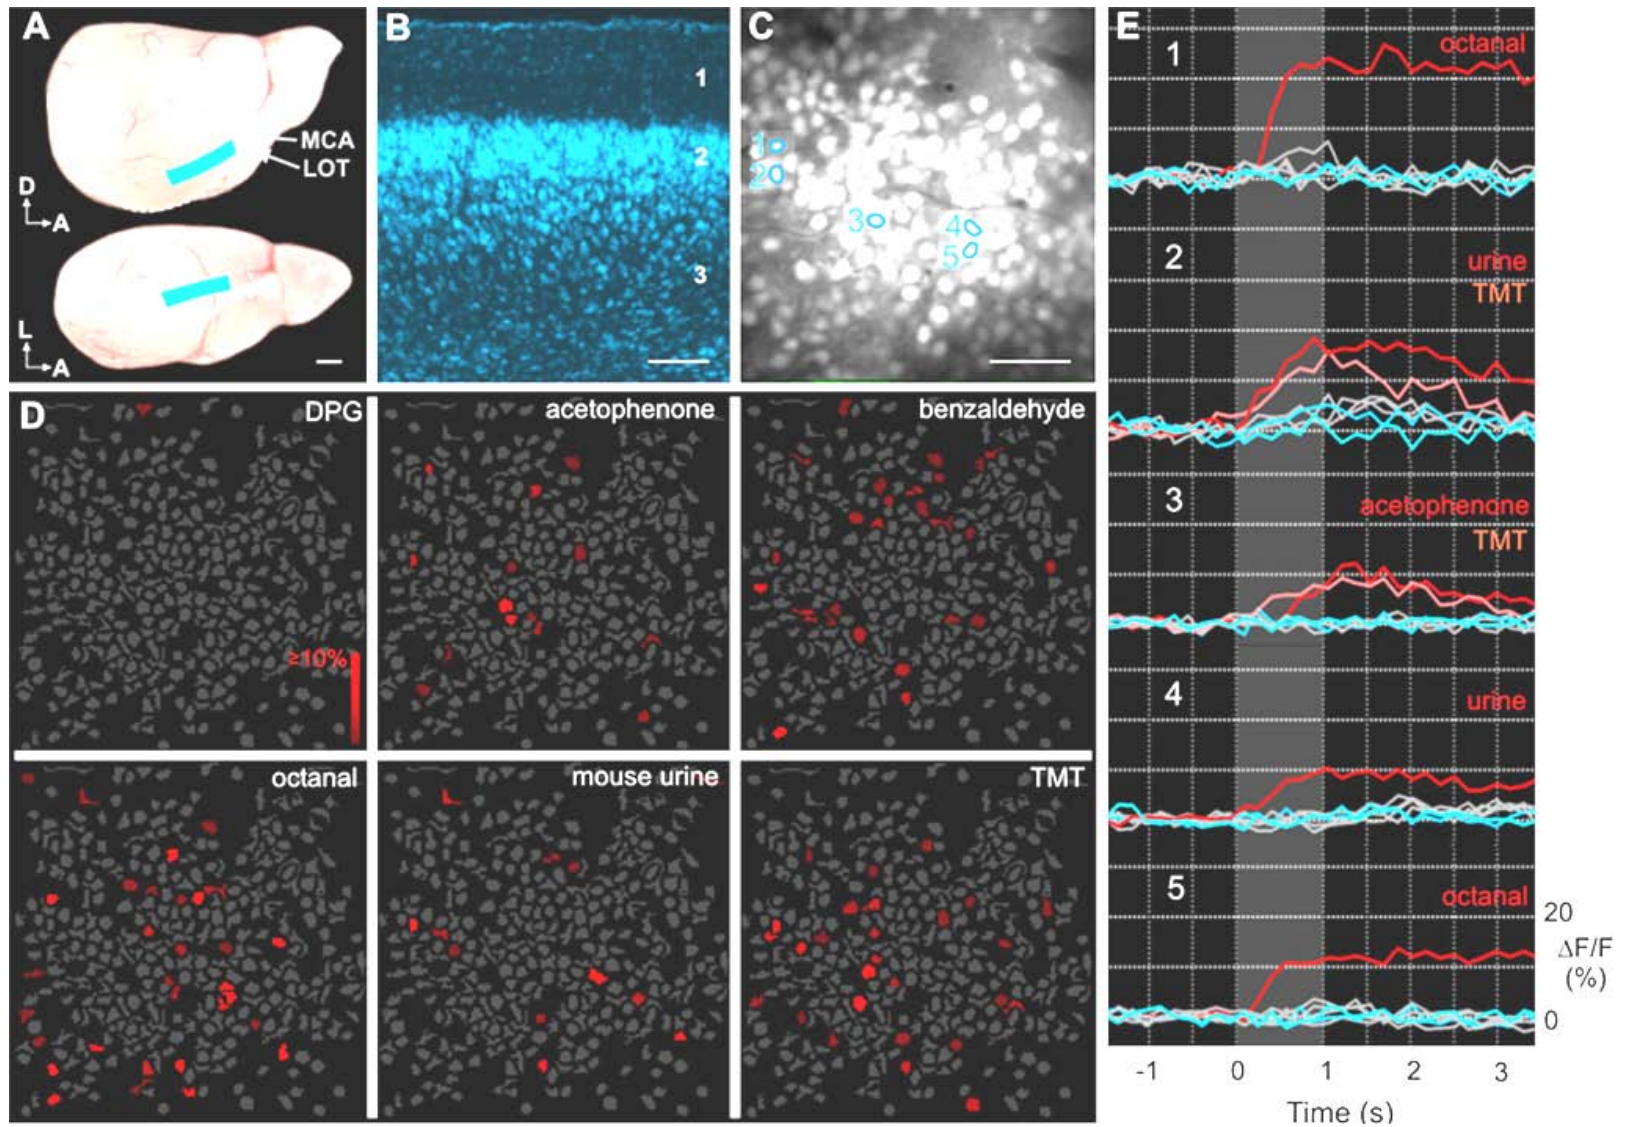 A
MCA
LOT
D
A
L
A
B
1
2
3
C
1
2
3
4
5
D
DPG
≥10%
acetophenone
benzaldehyde
octanal
mouse urine
TMT
E
1
octanal
2
urine
TMT
3
acetophenone
TMT
4
urine
5
octanal
20
ΔF/F
(%)
0
-1 0 1 2 3
Time (s)